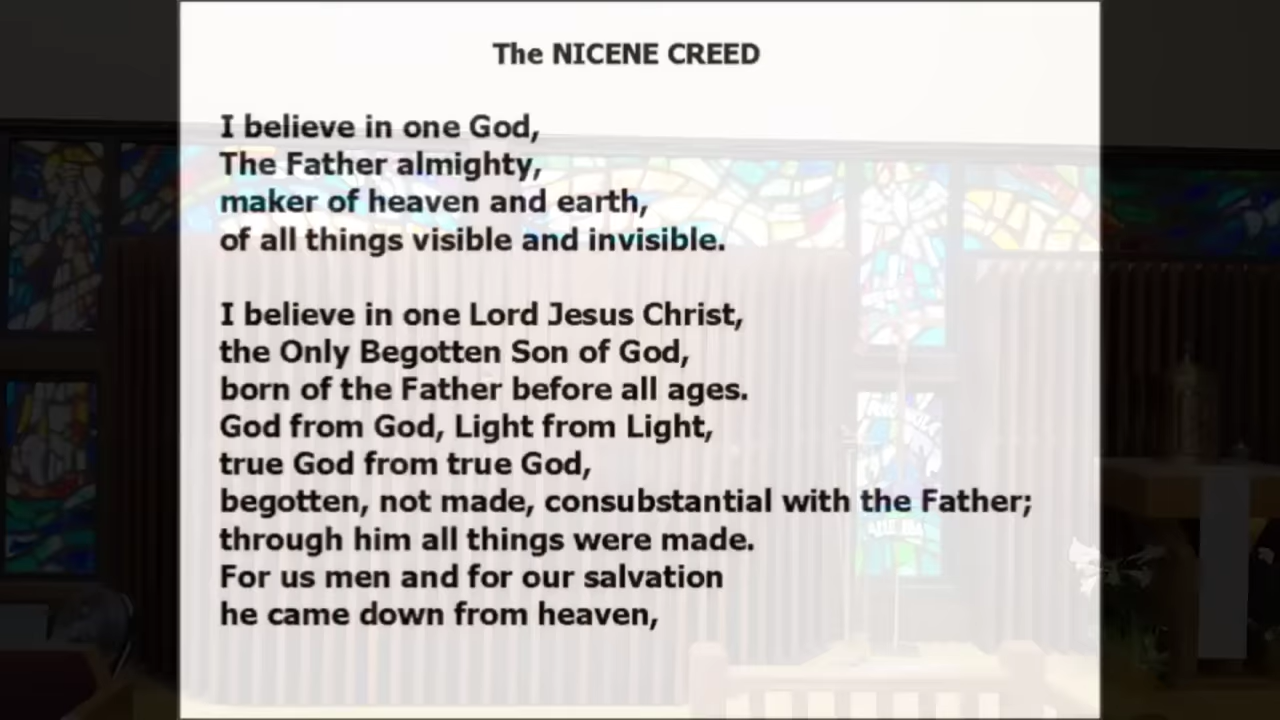 The NICENE CREED
I believe in one God,
The Father almighty,
maker of heaven and earth,
of all things visible and invisible.
I believe in one Lord Jesus Christ,
the Only Begotten Son of God,
born of the Father before all ages.
God from God, Light from Light,
true God from true God,
begotten, not made, consubstantial with the Father;
through him all things were made.
For us men and for our salvation
he came down from heaven,